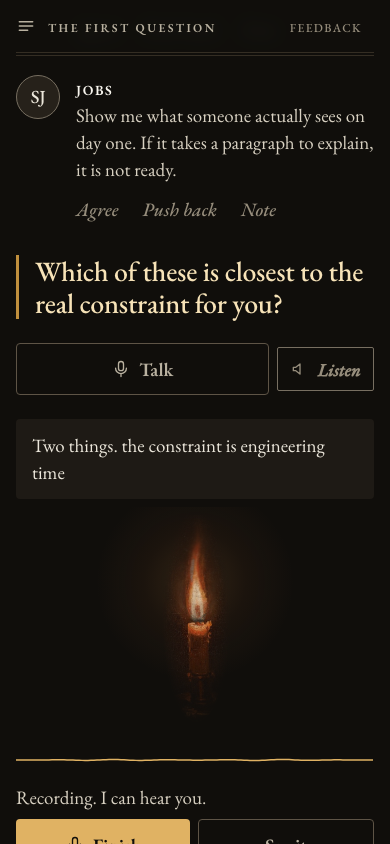 THE FIRST QUESTION
FEEDBACK
SJ
JOBS
Show me what someone actually sees on
day one. If it takes a paragraph to explain,
it is not ready.
Agree Push back Note
Which of these is closest to the
real constraint for you?
Talk
Listen
Two things. the constraint is engineering
time
Recording. I can hear you.